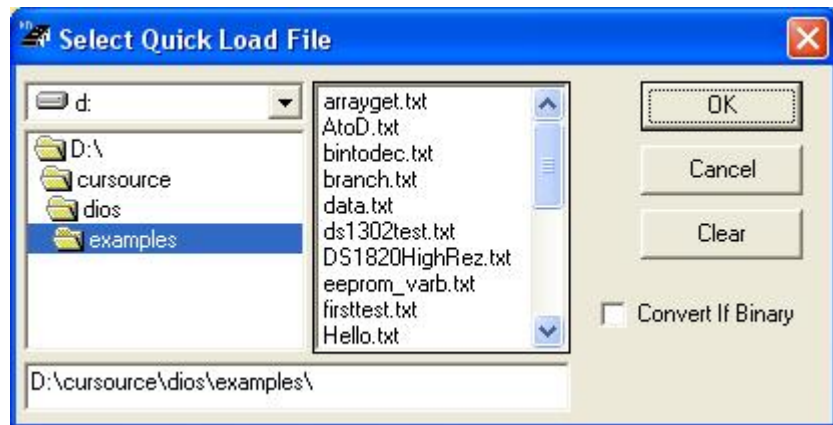 Select Quick Load File
d:
D:\
cursource
dios
examples
arrayget.txt
AtoD.txt
bintodec.txt
branch.txt
data.txt
ds1302test.txt
DS1820HighRez.txt
eeprom_varb.txt
firsttest.txt
Hello.txt
OK
Cancel
Clear
Convert If Binary
D:\cursource\dios\examples\